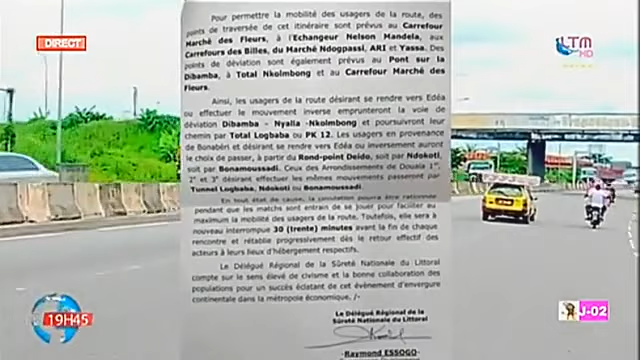 DIRECT
LTM
HD
Pour permettre la mobilité des usagers de la route, des
points de traversée de cet itinéraire sont prévus au Carrefour
Marché des Fleurs, à l'Echangeur Nelson Mandela, aux
Carrefours des Billes, du Marché Ndogpassi, ARI et Yassa. Des
points de déviation sont également prévus au Pont sur la
Dibamba, à Total Nkolmbong et au Carrefour Marché des
Fleurs.
Ainsi, les usagers de la route désirant se rendre vers Edéa
ou effectuer le mouvement inverse emprunteront la voie de
déviation Dibamba - Nyalla -Nkolmbong et poursuivront leur
chemin par Total Logbaba ou PK 12. Les usagers en provenance
de Bonabéri et désirant se rendre vers Edéa ou inversement auront
le choix de passer, à partir du Rond-point Deïdo, soit par Ndokoti,
soit par Bonamoussadi. Ceux des Arrondissements de Douala 1er,
2e et 3e désirant effectuer les mêmes mouvements passeront par
Tunnel Logbaba, Ndokoti ou Bonamoussadi.
En tout état de cause, la circulation pourra être rationnée
pendant que les matchs sont entrain de se jouer pour faciliter au
maximum la mobilité des usagers de la route. Toutefois, elle sera à
nouveau interrompue 30 (trente) minutes avant la fin de chaque
rencontre et rétablie progressivement dès le retour effectif des
acteurs à leurs lieux d'hébergement respectifs.
Le Délégué Régional de la Sûreté Nationale du Littoral
compte sur le sens élevé de civisme et la bonne collaboration des
populations pour un succès éclatant de cet évènement d'envergure
continentale dans la métropole économique. /-
Le Délégué Régional de la
Sûreté Nationale du Littoral
Raymond ESSOGO
19H45
J-02